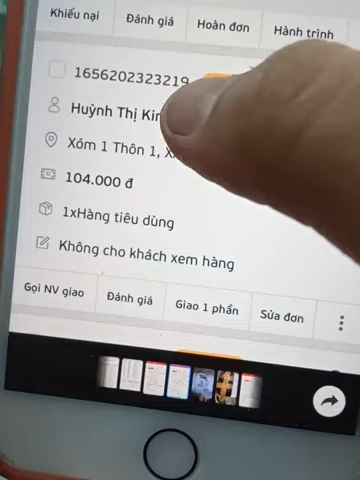 Khiếu nại Đánh giá Hoàn đơn Hành trình
1656202323219
Huỳnh Thị
Xóm 1 Thôn 1,
104.000 đ
1xHàng tiêu dùng
Không cho khách xem hàng
Gọi NV giao Đánh giá Giao 1 phần Sửa đơn